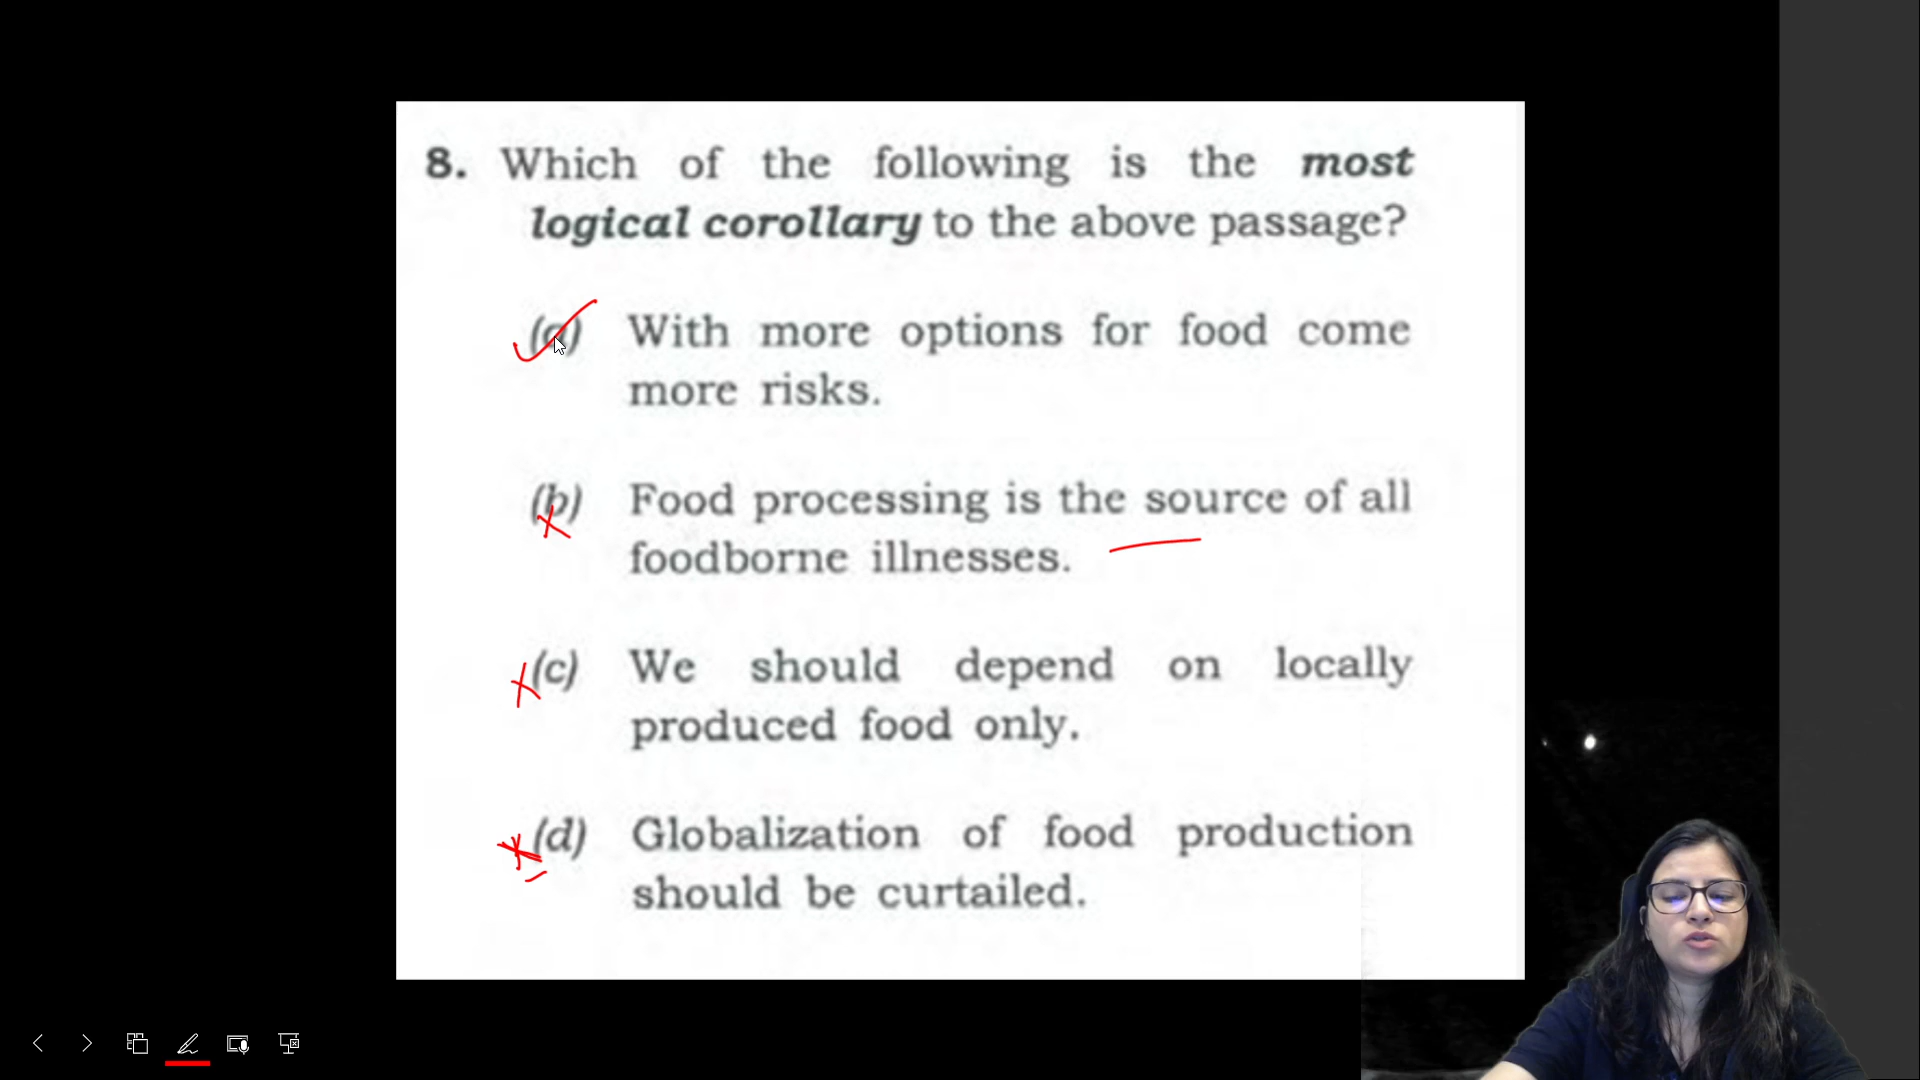 8. Which of the following is the most
logical corollary to the above passage?
(a) With more options for food come
more risks.
(b) Food processing is the source of all
foodborne illnesses.
(c) We should depend on locally
produced food only.
(d) Globalization of food production
should be curtailed.